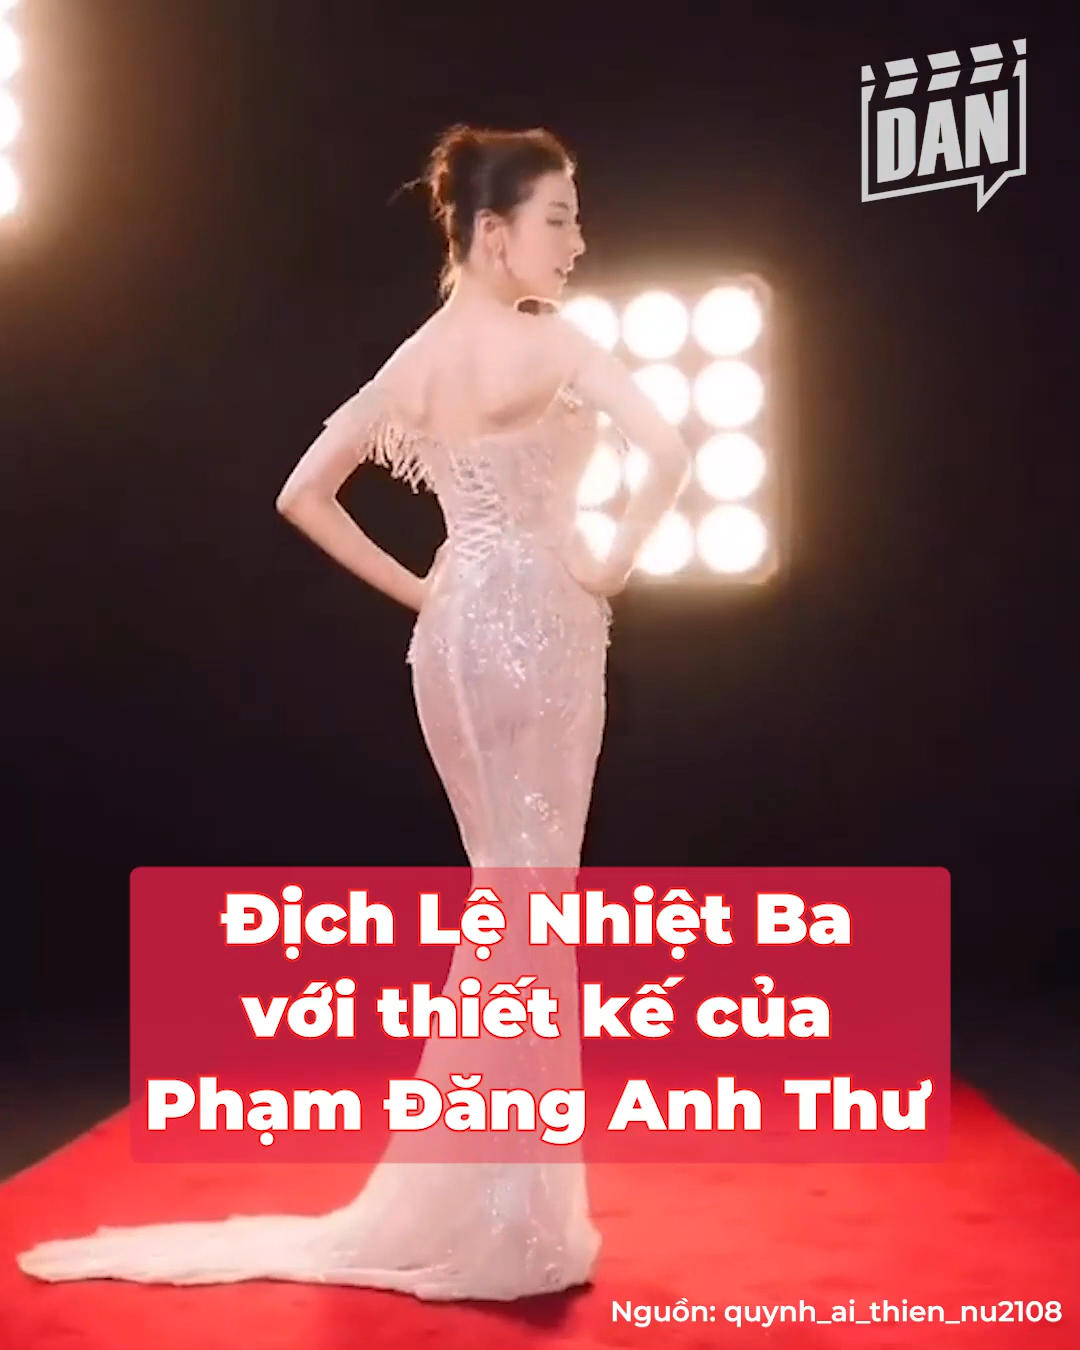 DAN
Địch Lệ Nhiệt Ba
với thiết kế của
Phạm Đăng Anh Thư
Nguồn: quynh_ai_thien_nu2108